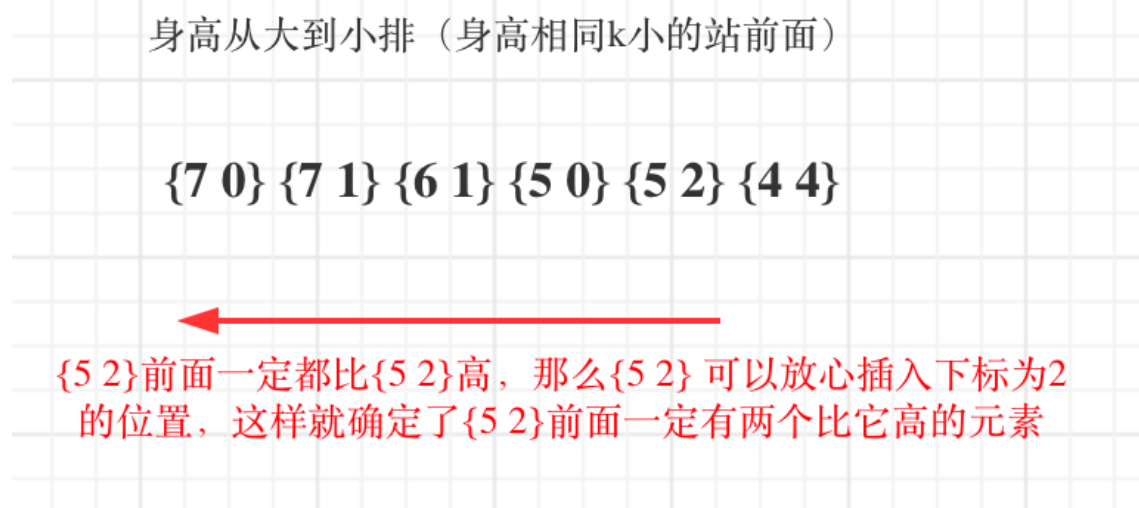 身高从大到小排（身高相同k小的站前面）
{7 0} {7 1} {6 1} {5 0} {5 2} {4 4}
{5 2}前面一定都比{5 2}高，那么{5 2} 可以放心插入下标为2
的位置，这样就确定了{5 2}前面一定有两个比它高的元素